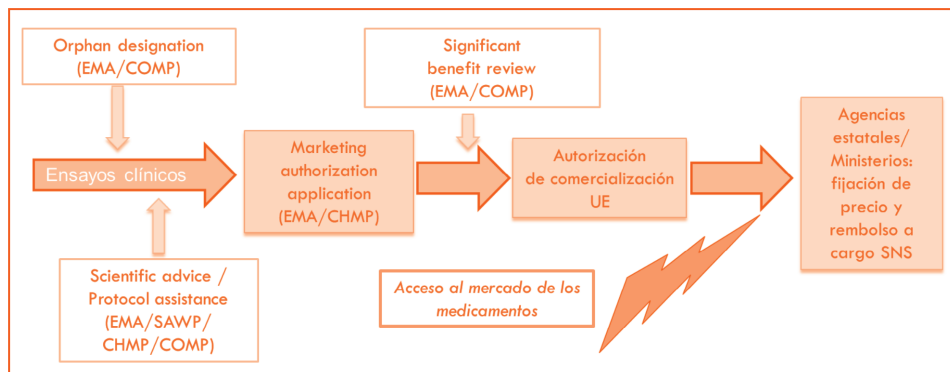 Orphan designation
(EMA/COMP)
Significant
benefit review
(EMA/COMP)
Ensayos clínicos
Marketing
authorization
application
(EMA/CHMP)
Autorización
de comercialización
UE
Agencias
estatales/
Ministerios:
fijación de
precio y
rembolso a
cargo SNS
Scientific advice /
Protocol assistance
(EMA/SAWP/
CHMP/COMP)
Acceso al mercado de los
medicamentos